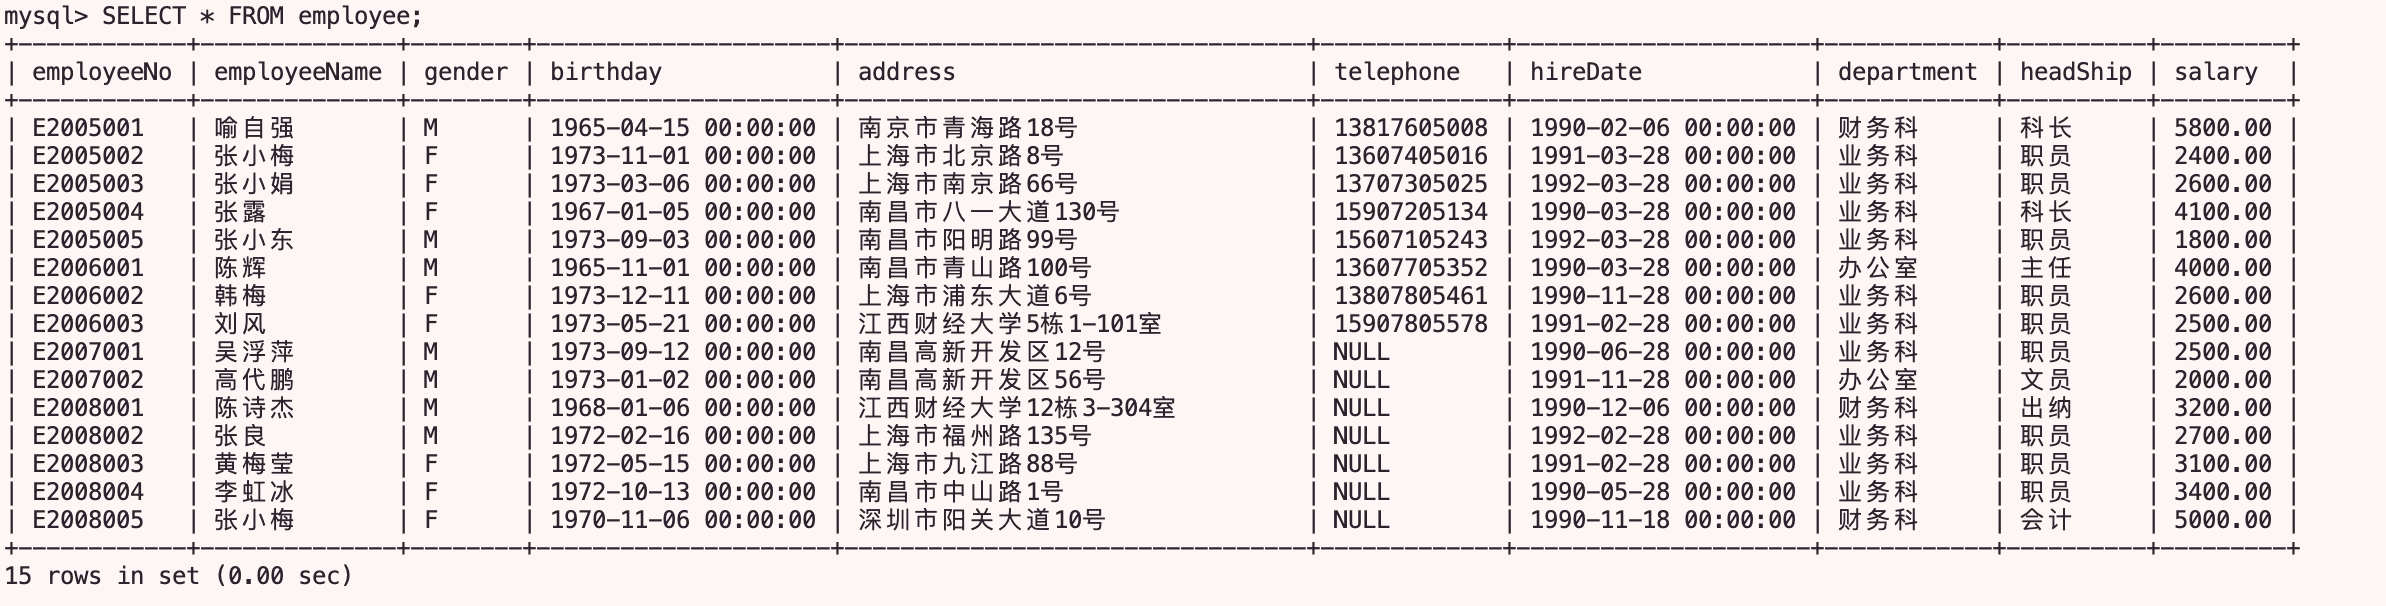 mysql> SELECT * FROM employee;
+------------+--------------+--------+---------------------+---------------------------------+-------------+---------------------+------------+----------+---------+
| employeeNo | employeeName | gender | birthday            | address                         | telephone   | hireDate            | department | headShip | salary  |
+------------+--------------+--------+---------------------+---------------------------------+-------------+---------------------+------------+----------+---------+
| E2005001 | 喻自强 | M | 1965-04-15 00:00:00 | 南京市青海路18号 | 13817605008 | 1990-02-06 00:00:00 | 财务科 | 科长 | 5800.00 |
| E2005002 | 张小梅 | F | 1973-11-01 00:00:00 | 上海市北京路8号 | 13607405016 | 1991-03-28 00:00:00 | 业务科 | 职员 | 2400.00 |
| E2005003 | 张小娟 | F | 1973-03-06 00:00:00 | 上海市南京路66号 | 13707305025 | 1992-03-28 00:00:00 | 业务科 | 职员 | 2600.00 |
| E2005004 | 张露 | F | 1967-01-05 00:00:00 | 南昌市八一大道130号 | 15907205134 | 1990-03-28 00:00:00 | 业务科 | 科长 | 4100.00 |
| E2005005 | 张小东 | M | 1973-09-03 00:00:00 | 南昌市阳明路99号 | 15607105243 | 1992-03-28 00:00:00 | 业务科 | 职员 | 1800.00 |
| E2006001 | 陈辉 | M | 1965-11-01 00:00:00 | 南昌市青山路100号 | 13607705352 | 1990-03-28 00:00:00 | 办公室 | 主任 | 4000.00 |
| E2006002 | 韩梅 | F | 1973-12-11 00:00:00 | 上海市浦东大道6号 | 13807805461 | 1990-11-28 00:00:00 | 业务科 | 职员 | 2600.00 |
| E2006003 | 刘风 | F | 1973-05-21 00:00:00 | 江西财经大学5栋1-101室 | 15907805578 | 1991-02-28 00:00:00 | 业务科 | 职员 | 2500.00 |
| E2007001 | 吴浮萍 | M | 1973-09-12 00:00:00 | 南昌高新开发区12号 | NULL | 1990-06-28 00:00:00 | 业务科 | 职员 | 2500.00 |
| E2007002 | 高代鹏 | M | 1973-01-02 00:00:00 | 南昌高新开发区56号 | NULL | 1991-11-28 00:00:00 | 办公室 | 文员 | 2000.00 |
| E2008001 | 陈诗杰 | M | 1968-01-06 00:00:00 | 江西财经大学12栋3-304室 | NULL | 1990-12-06 00:00:00 | 财务科 | 出纳 | 3200.00 |
| E2008002 | 张良 | M | 1972-02-16 00:00:00 | 上海市福州路135号 | NULL | 1992-02-28 00:00:00 | 业务科 | 职员 | 2700.00 |
| E2008003 | 黄梅莹 | F | 1972-05-15 00:00:00 | 上海市九江路88号 | NULL | 1991-02-28 00:00:00 | 业务科 | 职员 | 3100.00 |
| E2008004 | 李虹冰 | F | 1972-10-13 00:00:00 | 南昌市中山路1号 | NULL | 1990-05-28 00:00:00 | 业务科 | 职员 | 3400.00 |
| E2008005 | 张小梅 | F | 1970-11-06 00:00:00 | 深圳市阳关大道10号 | NULL | 1990-11-18 00:00:00 | 财务科 | 会计 | 5000.00 |
+------------+--------------+--------+---------------------+---------------------------------+-------------+---------------------+------------+----------+---------+
15 rows in set (0.00 sec)